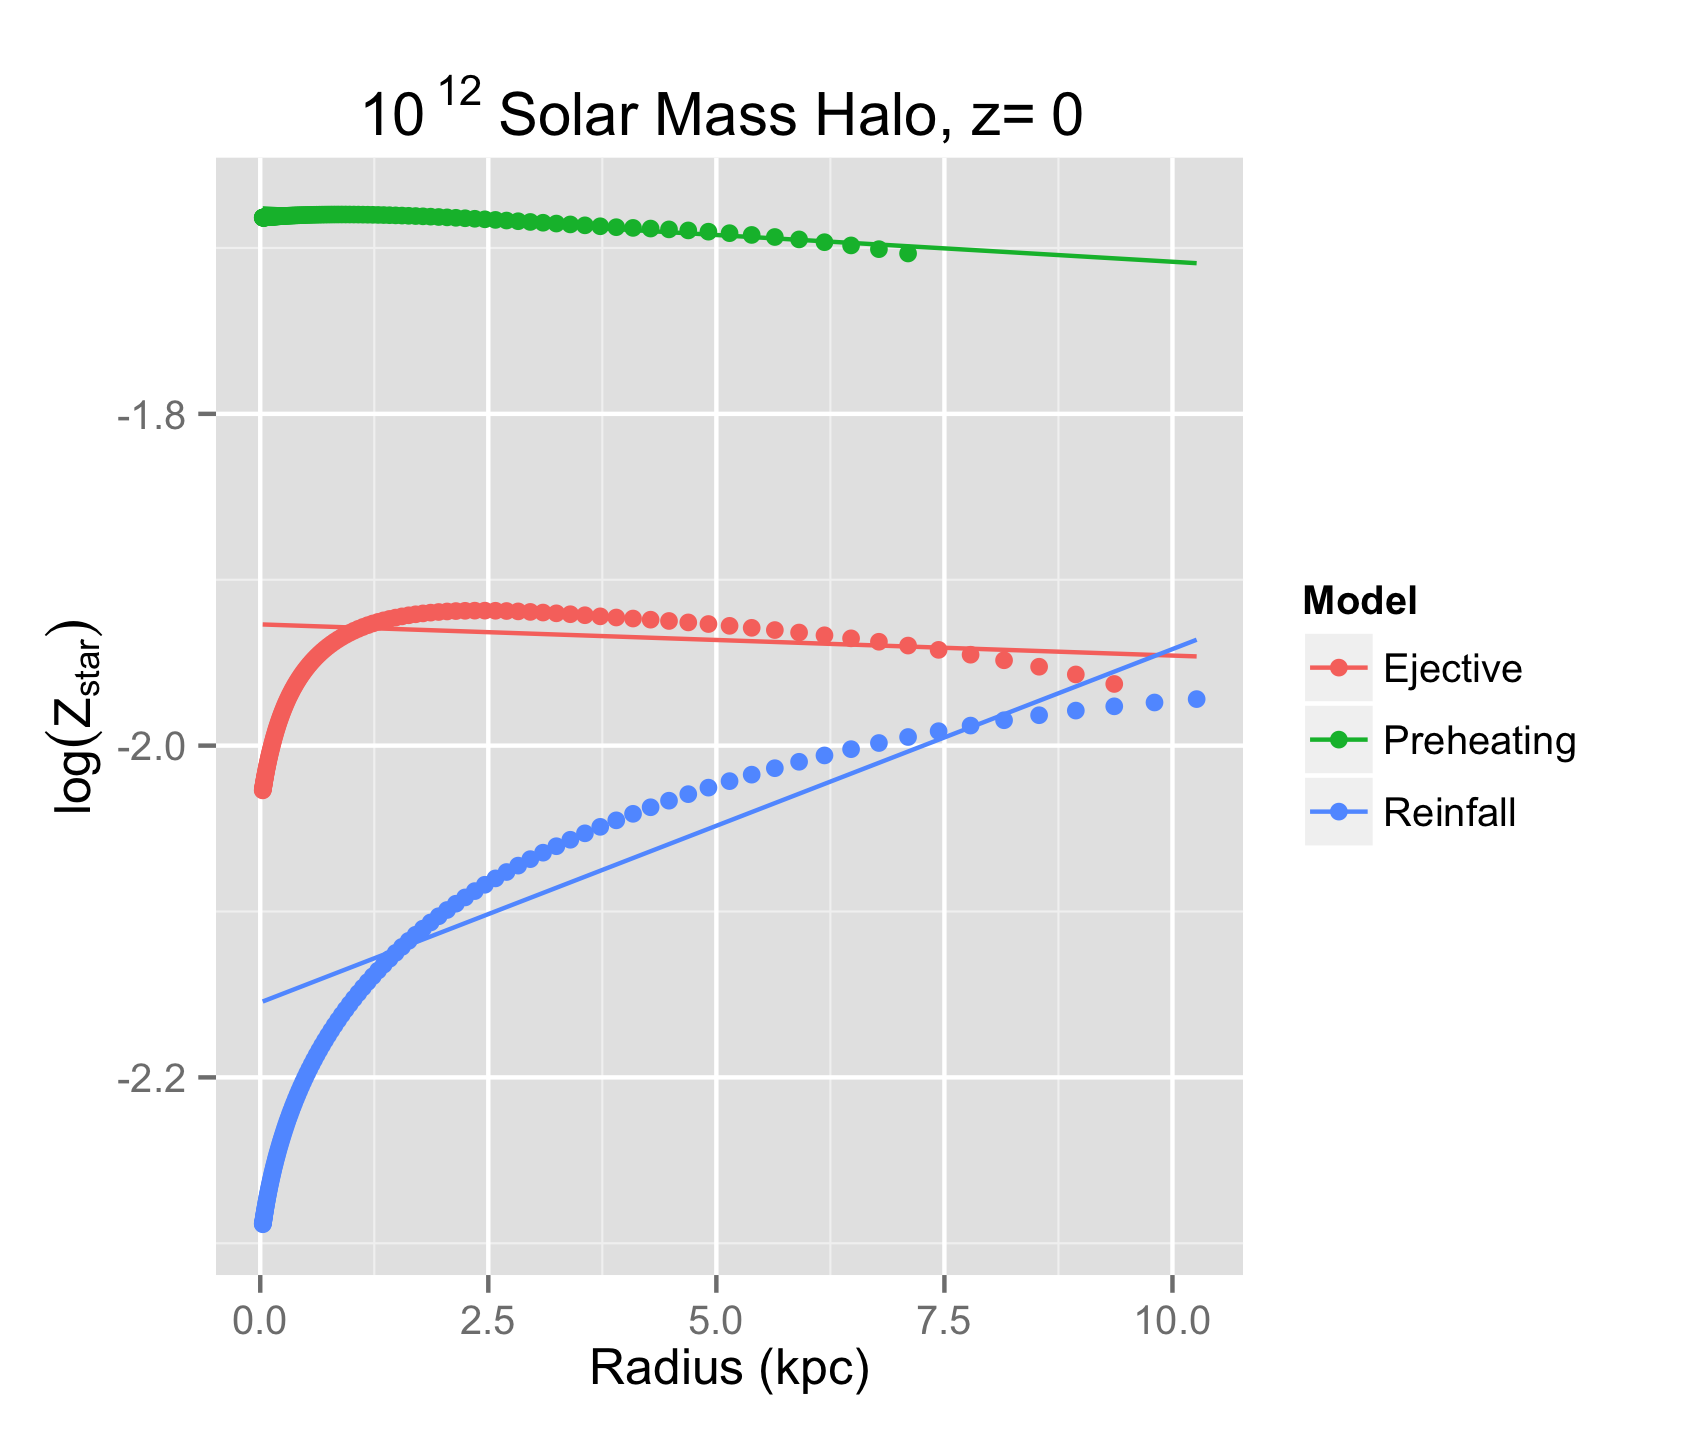 10 12 Solar Mass Halo, z= 0
log(Zstar)
-1.8
-2.0
-2.2
0.0 2.5 5.0 7.5 10.0
Radius (kpc)
Model
Ejective
Preheating
Reinfall